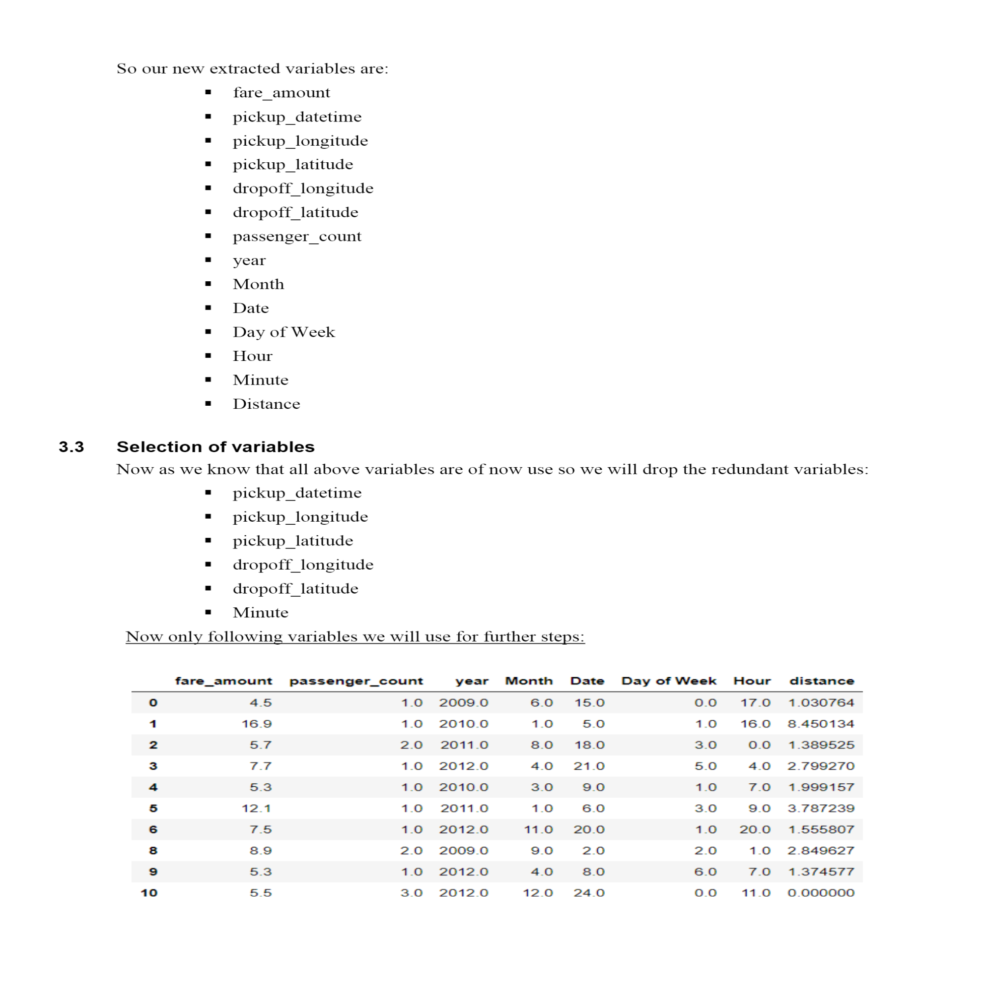 So our new extracted variables are:
▪ fare_amount
▪ pickup_datetime
▪ pickup_longitude
▪ pickup_latitude
▪ dropoff_longitude
▪ dropoff_latitude
▪ passenger_count
▪ year
▪ Month
▪ Date
▪ Day of Week
▪ Hour
▪ Minute
▪ Distance
3.3 Selection of variables
Now as we know that all above variables are of now use so we will drop the redundant variables:
▪ pickup_datetime
▪ pickup_longitude
▪ pickup_latitude
▪ dropoff_longitude
▪ dropoff_latitude
▪ Minute
Now only following variables we will use for further steps:
fare_amount passenger_count year Month Date Day of Week Hour distance
0 4.5 1.0 2009.0 6.0 15.0 0.0 17.0 1.030764
1 16.9 1.0 2010.0 1.0 5.0 1.0 16.0 8.450134
2 5.7 2.0 2011.0 8.0 18.0 3.0 0.0 1.389525
3 7.7 1.0 2012.0 4.0 21.0 5.0 4.0 2.799270
4 5.3 1.0 2010.0 3.0 9.0 1.0 7.0 1.999157
5 12.1 1.0 2011.0 1.0 6.0 3.0 9.0 3.787239
6 7.5 1.0 2012.0 11.0 20.0 1.0 20.0 1.555807
8 8.9 2.0 2009.0 9.0 2.0 2.0 1.0 2.849627
9 5.3 1.0 2012.0 4.0 8.0 6.0 7.0 1.374577
10 5.5 3.0 2012.0 12.0 24.0 0.0 11.0 0.000000